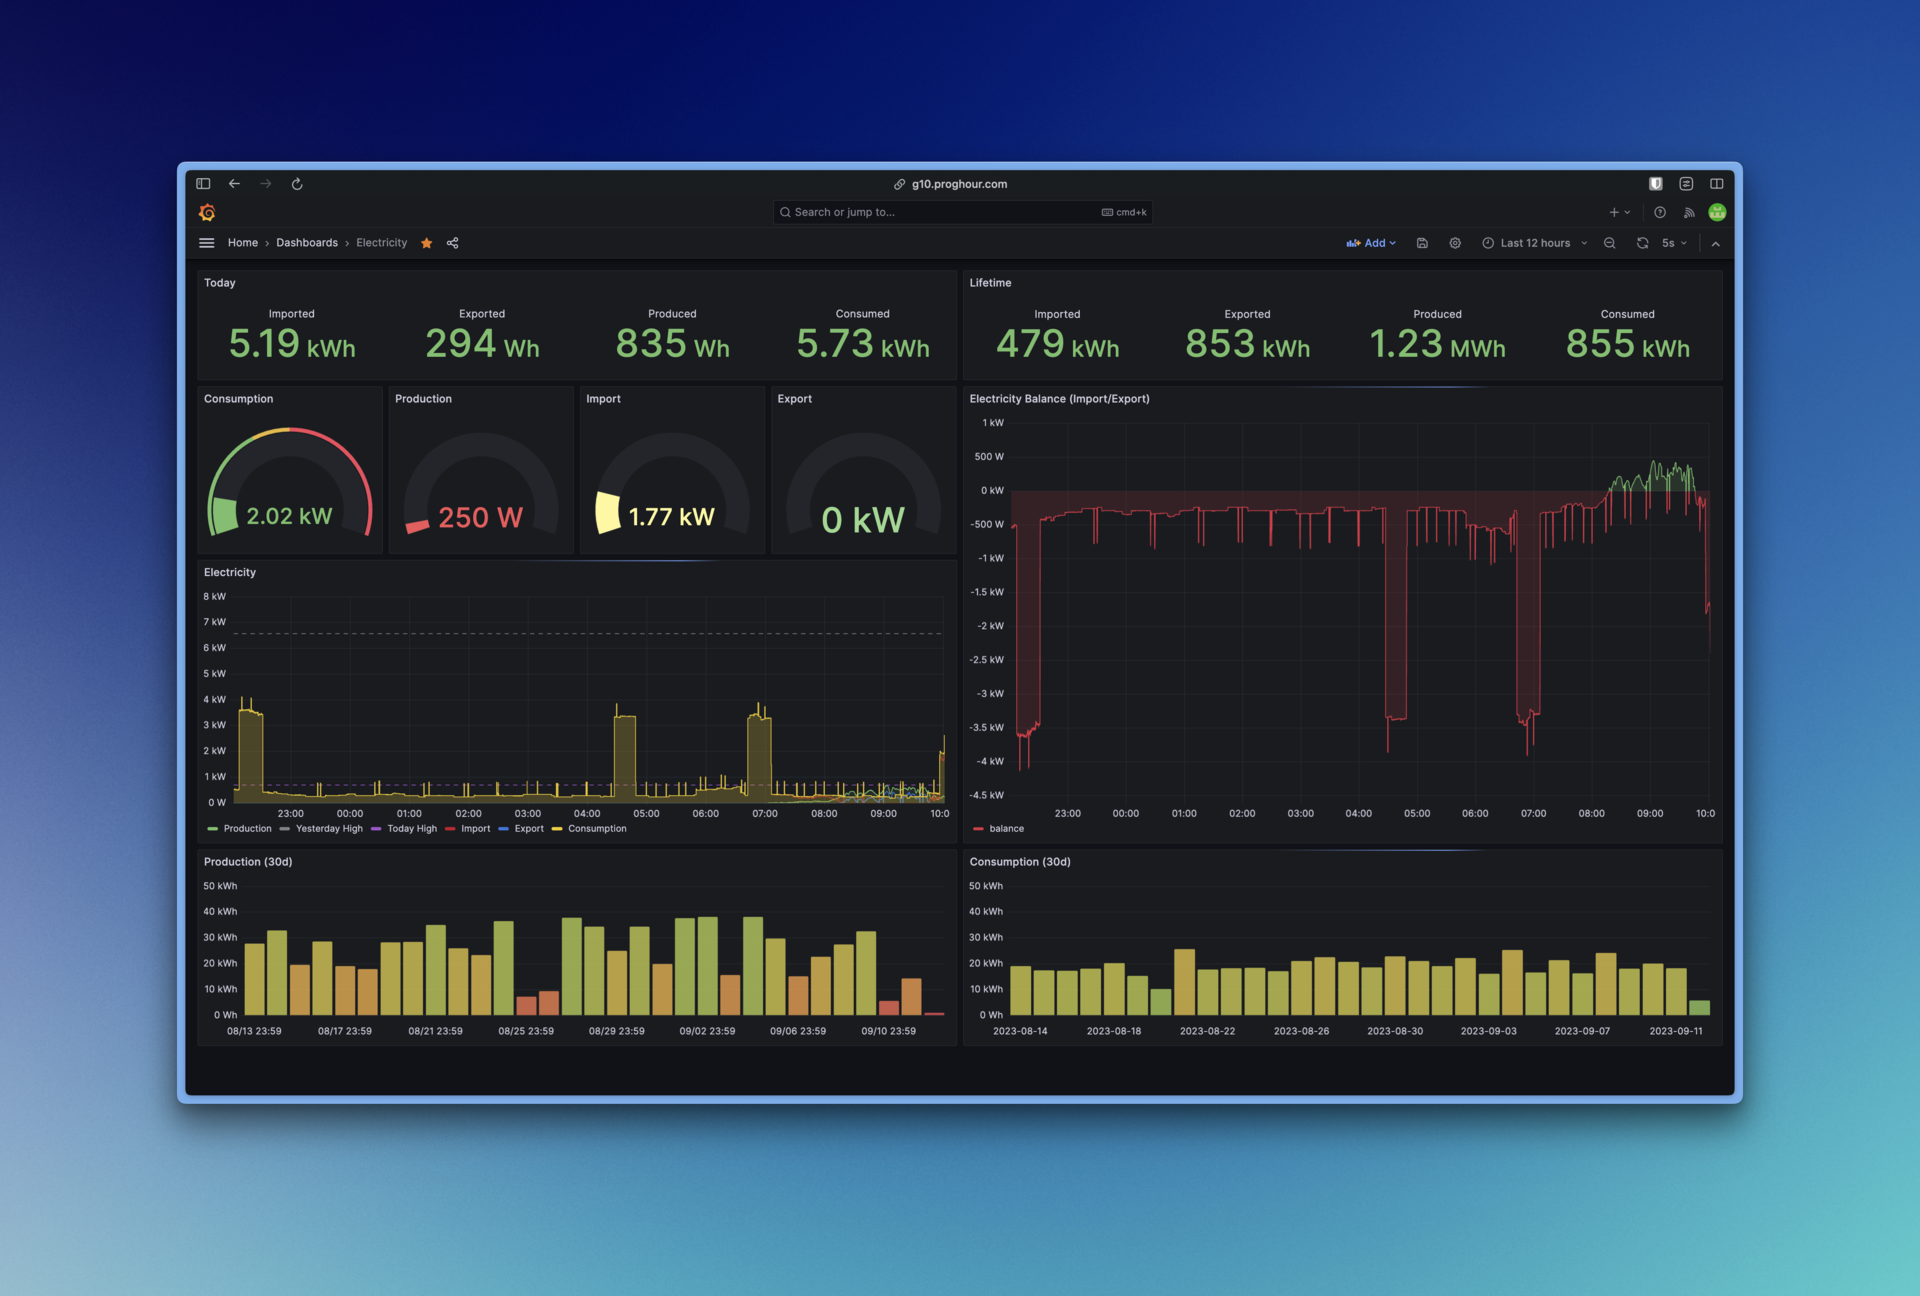 g10.proghour.com
Search or jump to...
cmd+k
Home › Dashboards › Electricity
Add
Last 12 hours
5s
Today
Imported Exported Produced Consumed
5.19 kWh 294 Wh 835 Wh 5.73 kWh
Lifetime
Imported Exported Produced Consumed
479 kWh 853 kWh 1.23 MWh 855 kWh
Consumption
2.02 kW
Production
250 W
Import
1.77 kW
Export
0 kW
Electricity Balance (Import/Export)
1 kW
500 W
0 kW
-500 W
-1 kW
-1.5 kW
-2 kW
-2.5 kW
-3 kW
-3.5 kW
-4 kW
-4.5 kW
23:00 00:00 01:00 02:00 03:00 04:00 05:00 06:00 07:00 08:00 09:00 10:0
balance
Electricity
8 kW
7 kW
6 kW
5 kW
4 kW
3 kW
2 kW
1 kW
0 W
23:00 00:00 01:00 02:00 03:00 04:00 05:00 06:00 07:00 08:00 09:00 10:0
Production Yesterday High Today High Import Export Consumption
Production (30d)
50 kWh
40 kWh
30 kWh
20 kWh
10 kWh
0 Wh
08/13 23:59 08/17 23:59 08/21 23:59 08/25 23:59 08/29 23:59 09/02 23:59 09/06 23:59 09/10 23:59
Consumption (30d)
50 kWh
40 kWh
30 kWh
20 kWh
10 kWh
0 Wh
2023-08-14 2023-08-18 2023-08-22 2023-08-26 2023-08-30 2023-09-03 2023-09-07 2023-09-11